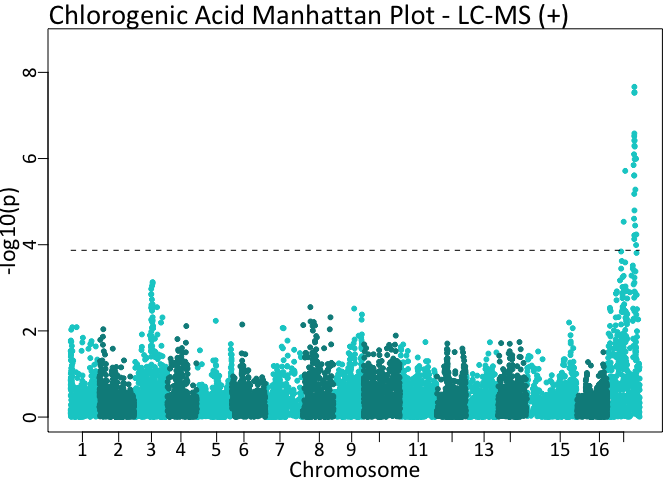 Chlorogenic Acid Manhattan Plot - LC-MS (+)
8
6
4
2
0
-log10(p)
1 2 3 4 5 6 7 8 9 11 13 15 16
Chromosome